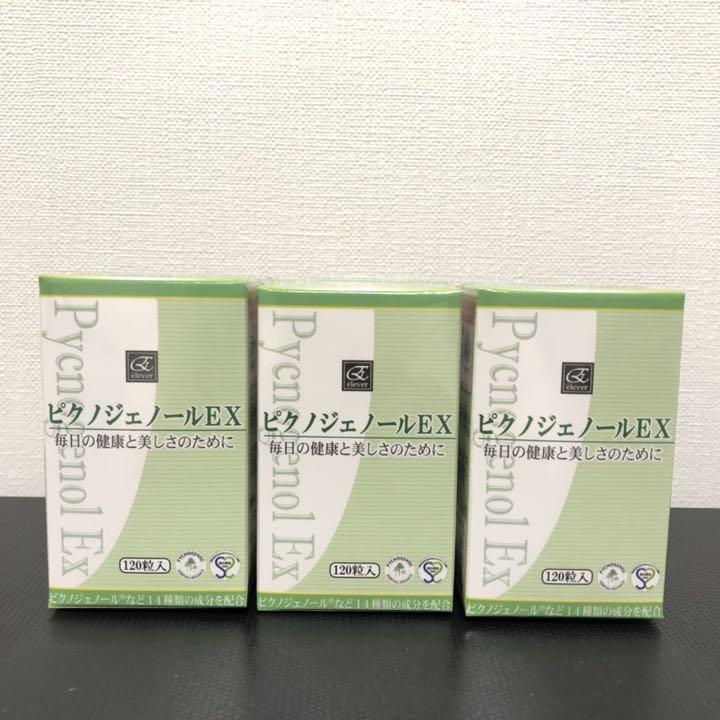 Pycnogenol Ex
élever
ピクノジェノールEX
毎日の健康と美しさのために
120粒入
PYCNOGENOL
ピクノジェノール®など14種類の成分を配合
Pycnogenol Ex
élever
ピクノジェノールEX
毎日の健康と美しさのために
120粒入
PYCNOGENOL
ピクノジェノール®など14種類の成分を配合
Pycnogenol Ex
élever
ピクノジェノールEX
毎日の健康と美しさのために
120粒入
PYCNOGENOL
ピクノジェノール®など14種類の成分を配合